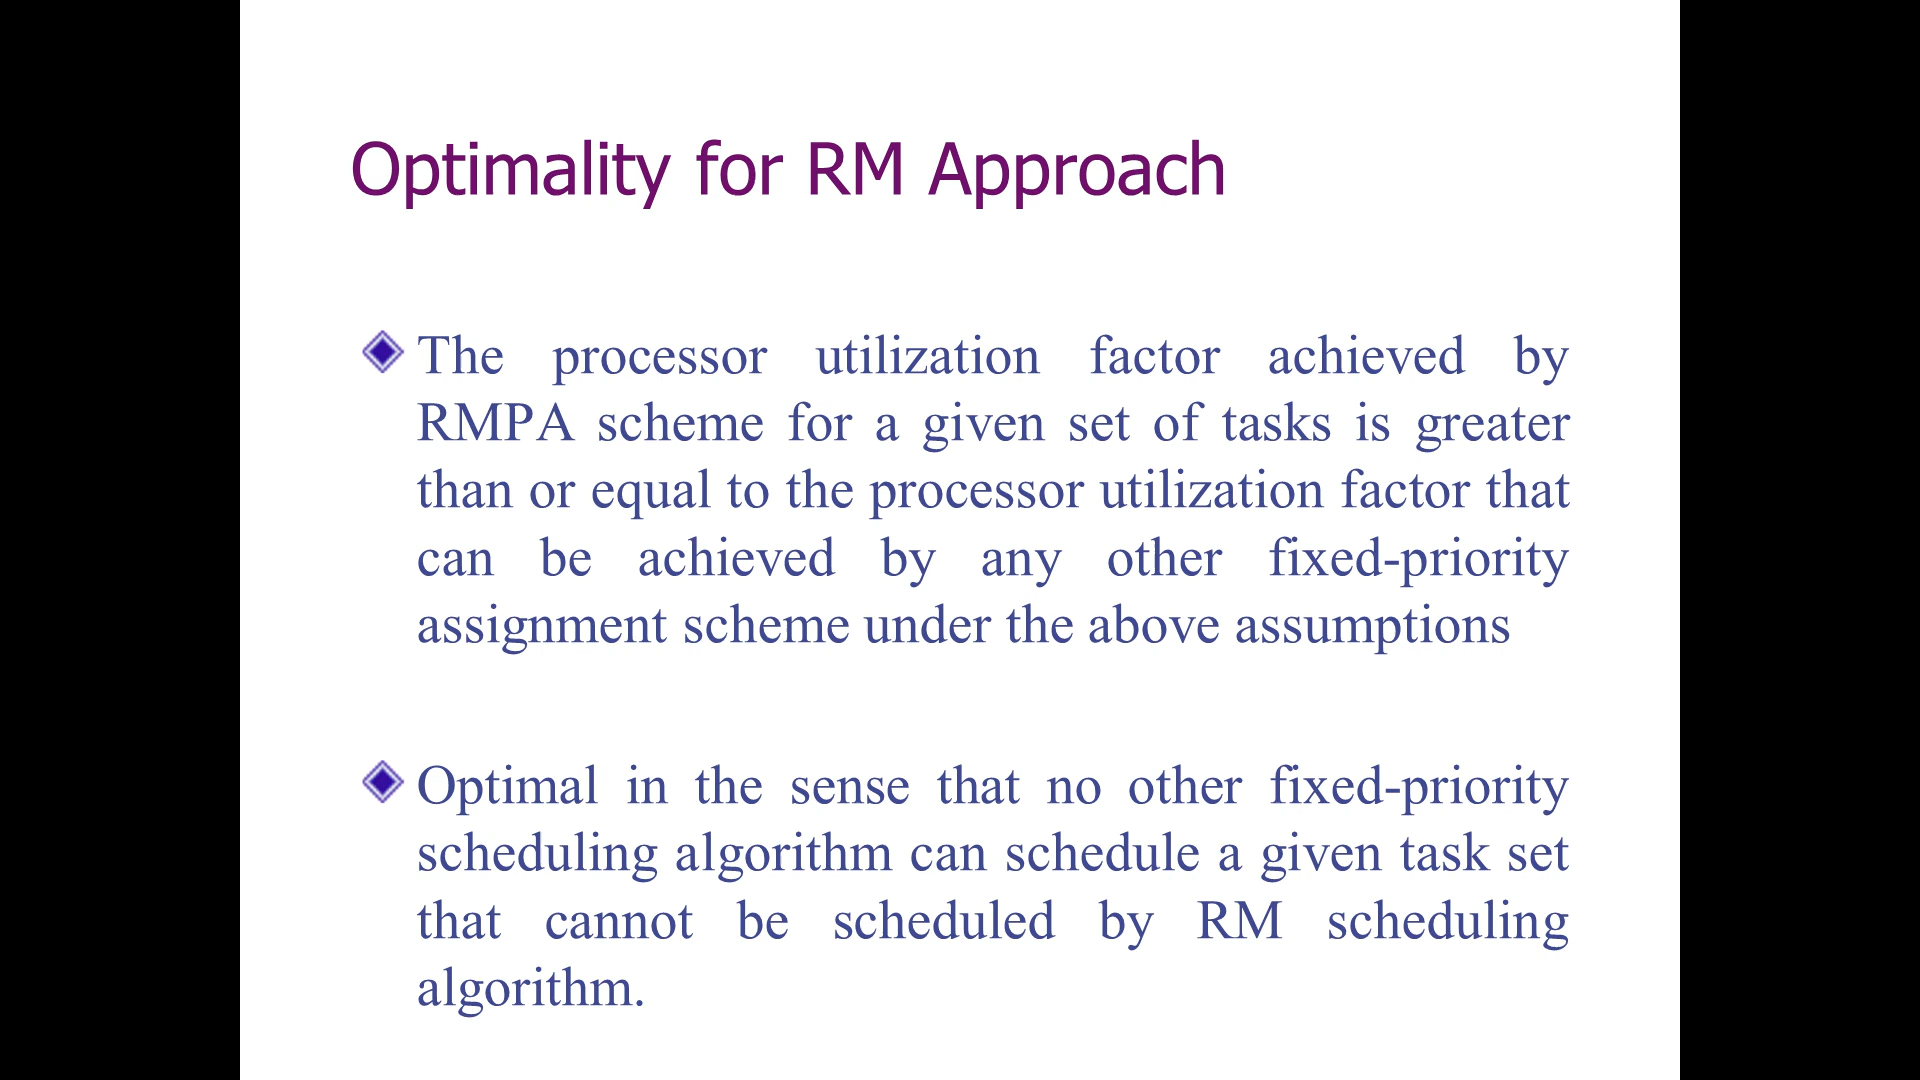 Optimality for RM Approach
The processor utilization factor achieved by
RMPA scheme for a given set of tasks is greater
than or equal to the processor utilization factor that
can be achieved by any other fixed-priority
assignment scheme under the above assumptions
Optimal in the sense that no other fixed-priority
scheduling algorithm can schedule a given task set
that cannot be scheduled by RM scheduling
algorithm.